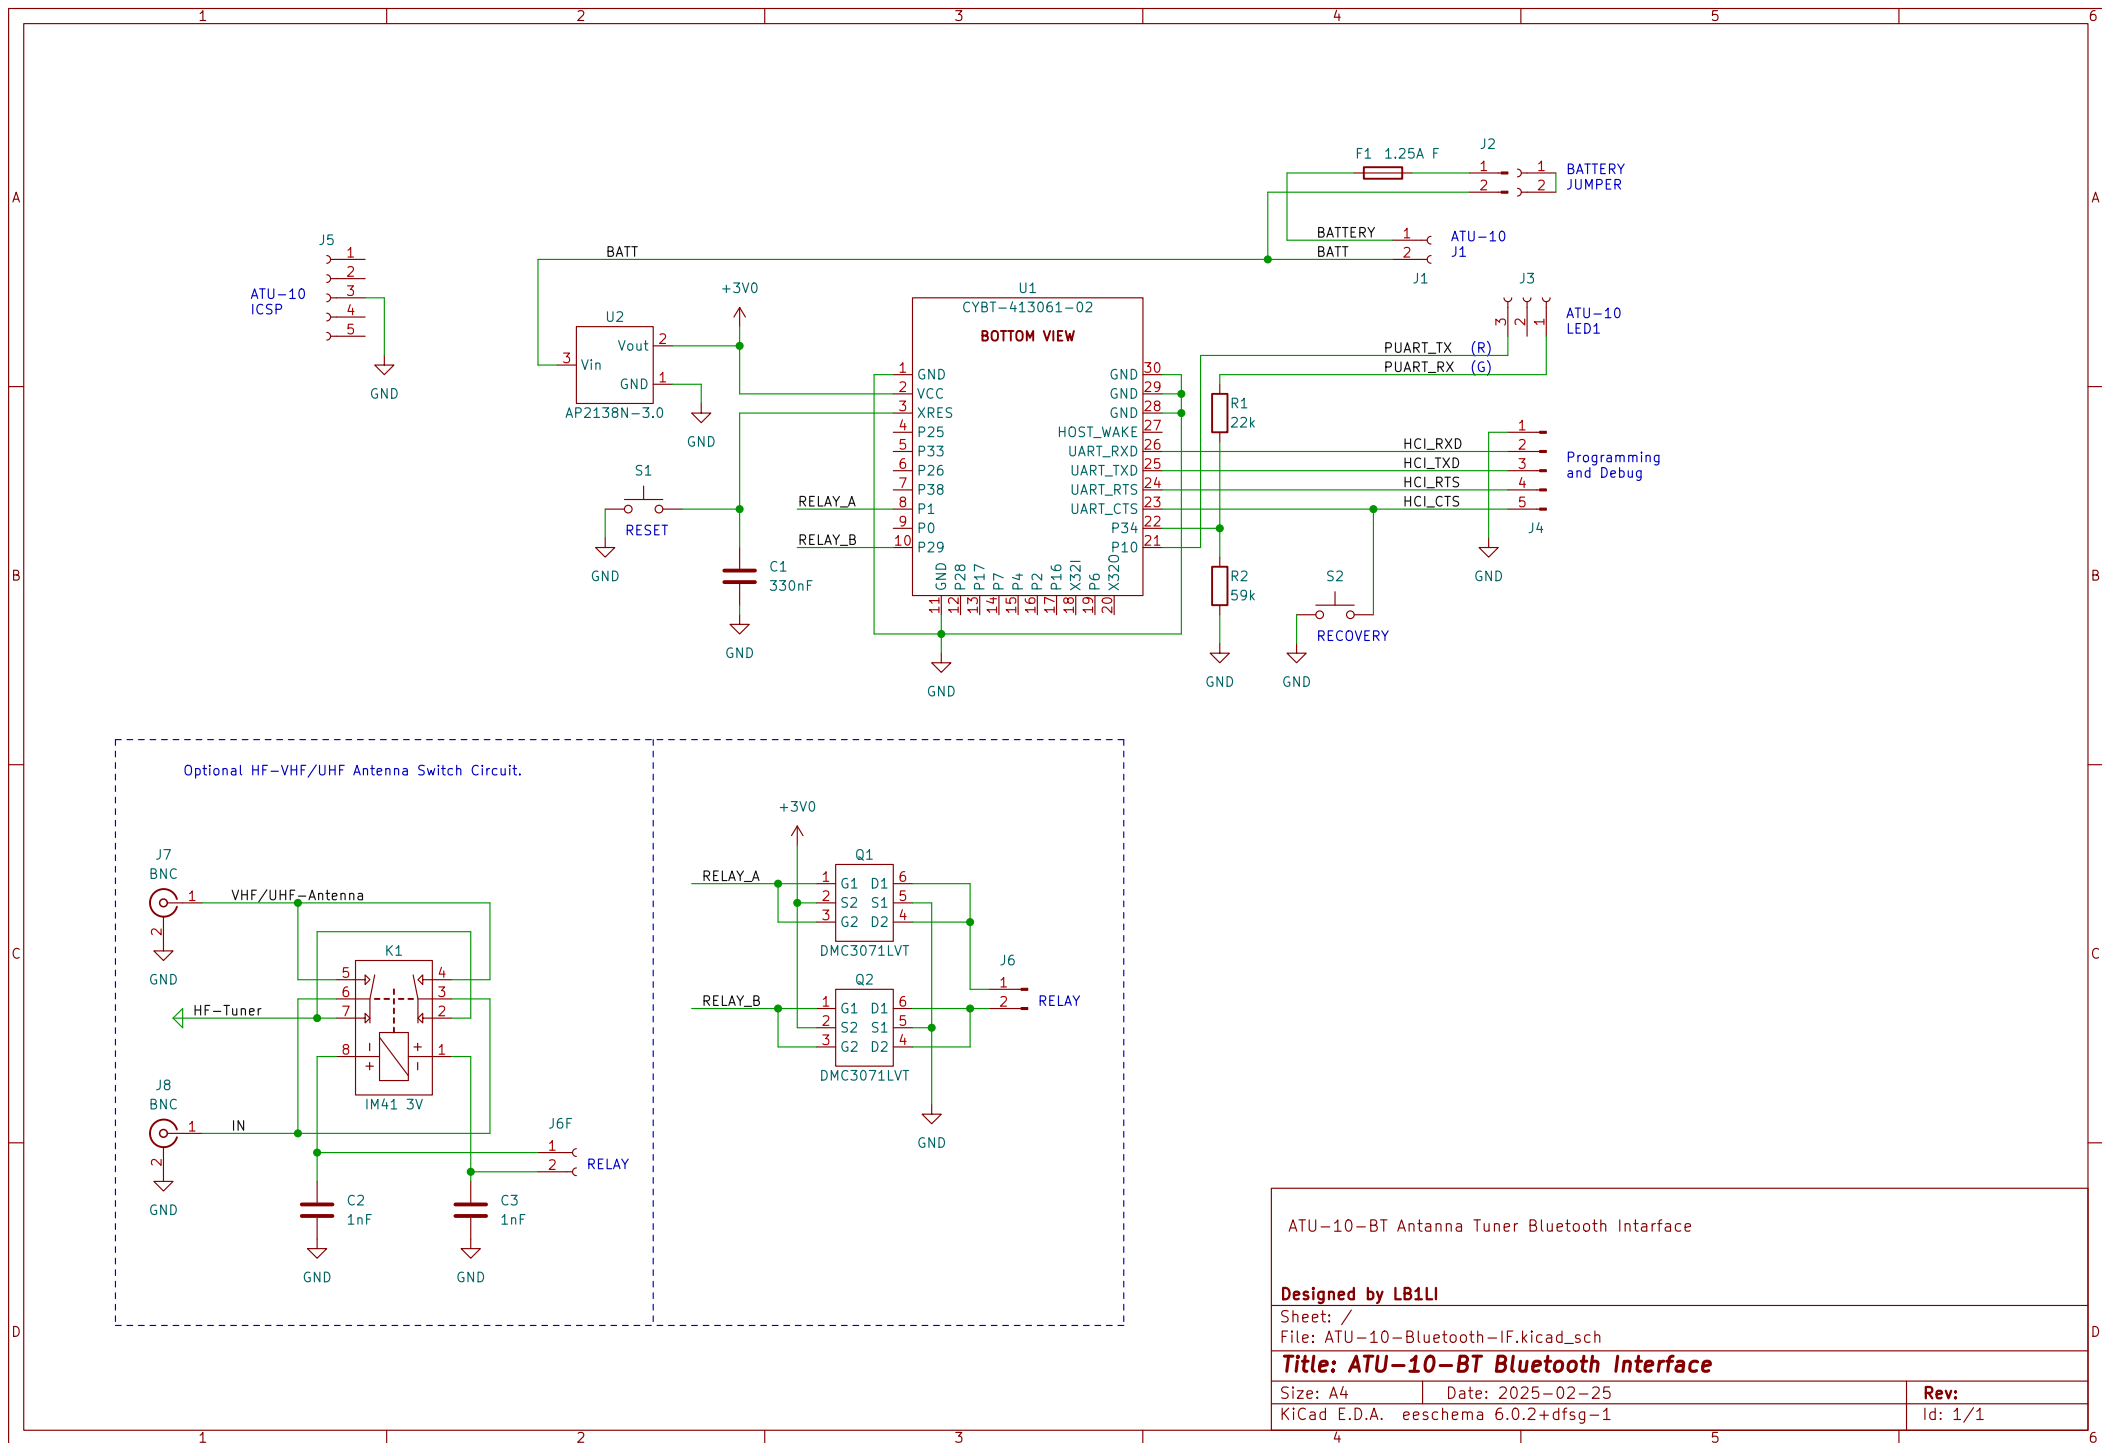 1 2 3 4 5 6
A
B
C
D
A
B
C
D
J5
1
2
3
4
5
ATU-10
ICSP
GND
BATT
U2
Vin
3
Vout
2
GND
1
AP2138N-3.0
GND
+3V0
S1
RESET
GND
C1
330nF
GND
RELAY_A
RELAY_B
U1
CYBT-413061-02
BOTTOM VIEW
1 GND
2 VCC
3 XRES
4 P25
5 P33
6 P26
7 P38
8 P1
9 P0
10 P29
11 GND
12 P28
13 P17
14 P7
15 P4
16 P2
17 P16
18 X32I
19 P6
20 X32O
GND 30
GND 29
GND 28
HOST_WAKE 27
UART_RXD 26
UART_TXD 25
UART_RTS 24
UART_CTS 23
P34 22
P10 21
GND
F1 1.25A F
J2
1 1
2 2
BATTERY
JUMPER
BATTERY 1
BATT 2
ATU-10
J1
J1
J3
3 2 1
ATU-10
LED1
PUART_TX (R)
PUART_RX (G)
R1
22k
R2
59k
GND
1
HCI_RXD 2
HCI_TXD 3
HCI_RTS 4
HCI_CTS 5
Programming
and Debug
J4
GND
S2
RECOVERY
GND
Optional HF-VHF/UHF Antenna Switch Circuit.
J7
BNC
1
2
GND
VHF/UHF-Antenna
HF-Tuner
K1
5 4
6 3
7 2
8 1
- +
+ -
IM41 3V
J8
BNC
1
2
GND
IN
J6F
1
2
RELAY
C2
1nF
GND
C3
1nF
GND
+3V0
RELAY_A
Q1
1 G1 D1 6
2 S2 S1 5
3 G2 D2 4
DMC3071LVT
RELAY_B
Q2
1 G1 D1 6
2 S2 S1 5
3 G2 D2 4
DMC3071LVT
J6
1
2
RELAY
GND
ATU-10-BT Antanna Tuner Bluetooth Intarface
Designed by LB1LI
Sheet: /
File: ATU-10-Bluetooth-IF.kicad_sch
Title: ATU-10-BT Bluetooth Interface
Size: A4 Date: 2025-02-25 Rev:
KiCad E.D.A. eeschema 6.0.2+dfsg-1 Id: 1/1
1 2 3 4 5 6